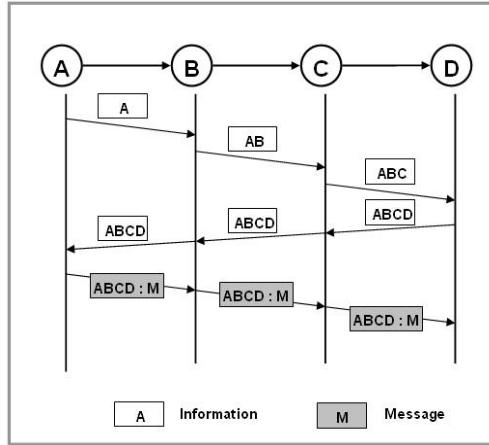 A B C D
A
AB
ABC
ABCD ABCD ABCD
ABCD : M ABCD : M ABCD : M
A Information M Message